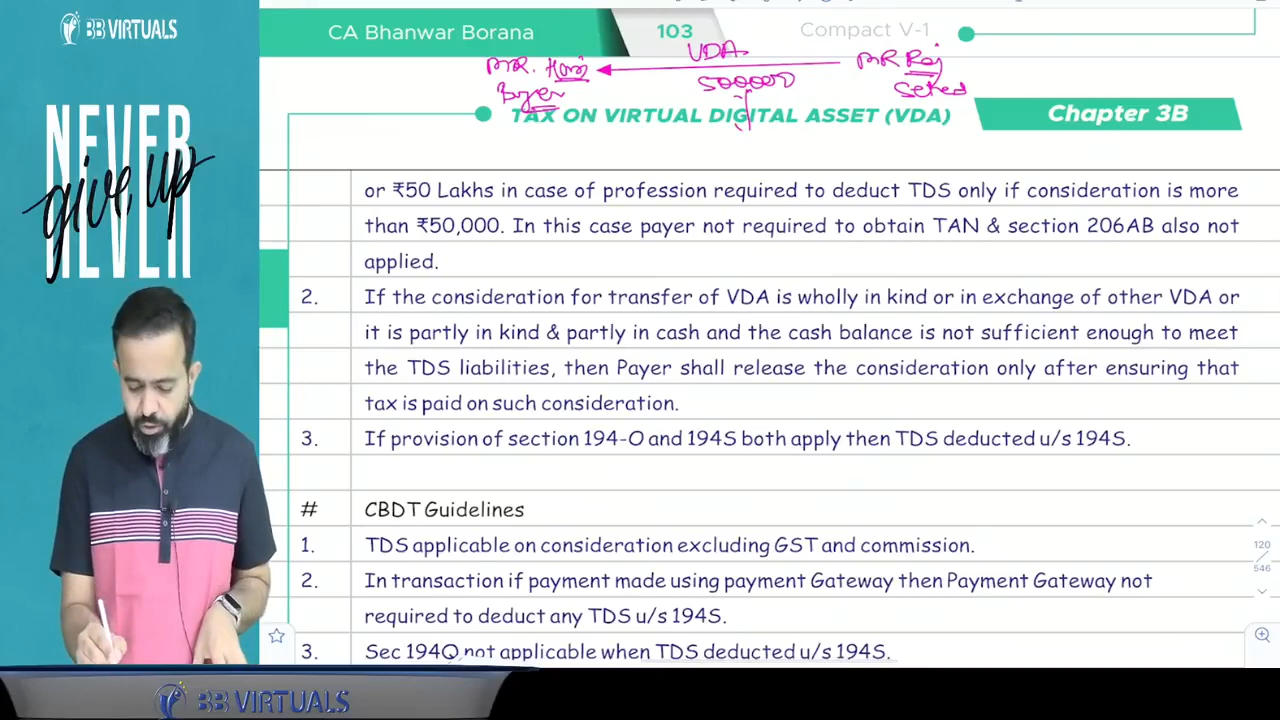 BB VIRTUALS
CA Bhanwar Borana
103
Compact V-1
VDA
MR. Hari
MR Raj
Buyer
500000
TAX ON VIRTUAL DIGITAL ASSET (VDA)
Chapter 3B
NEVER
give up
NEVER
or ₹50 Lakhs in case of profession required to deduct TDS only if consideration is more
than ₹50,000. In this case payer not required to obtain TAN & section 206AB also not
applied.
2. If the consideration for transfer of VDA is wholly in kind or in exchange of other VDA or
it is partly in kind & partly in cash and the cash balance is not sufficient enough to meet
the TDS liabilities, then Payer shall release the consideration only after ensuring that
tax is paid on such consideration.
3. If provision of section 194-O and 194S both apply then TDS deducted u/s 194S.
# CBDT Guidelines
1. TDS applicable on consideration excluding GST and commission.
2. In transaction if payment made using payment Gateway then Payment Gateway not
required to deduct any TDS u/s 194S.
3. Sec 194Q not applicable when TDS deducted u/s 194S.
120
546
BB VIRTUALS